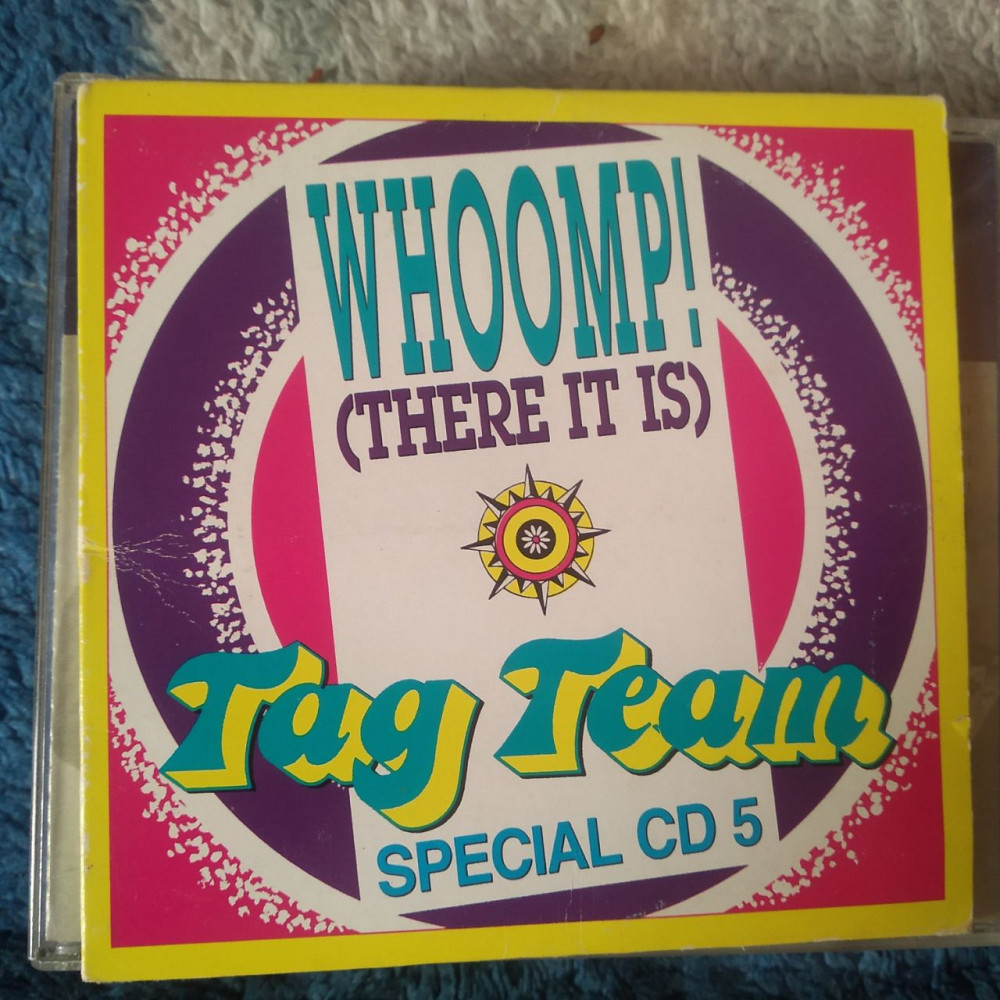 WHOOMP!
(THERE IT IS)
Tag Team
SPECIAL CD 5